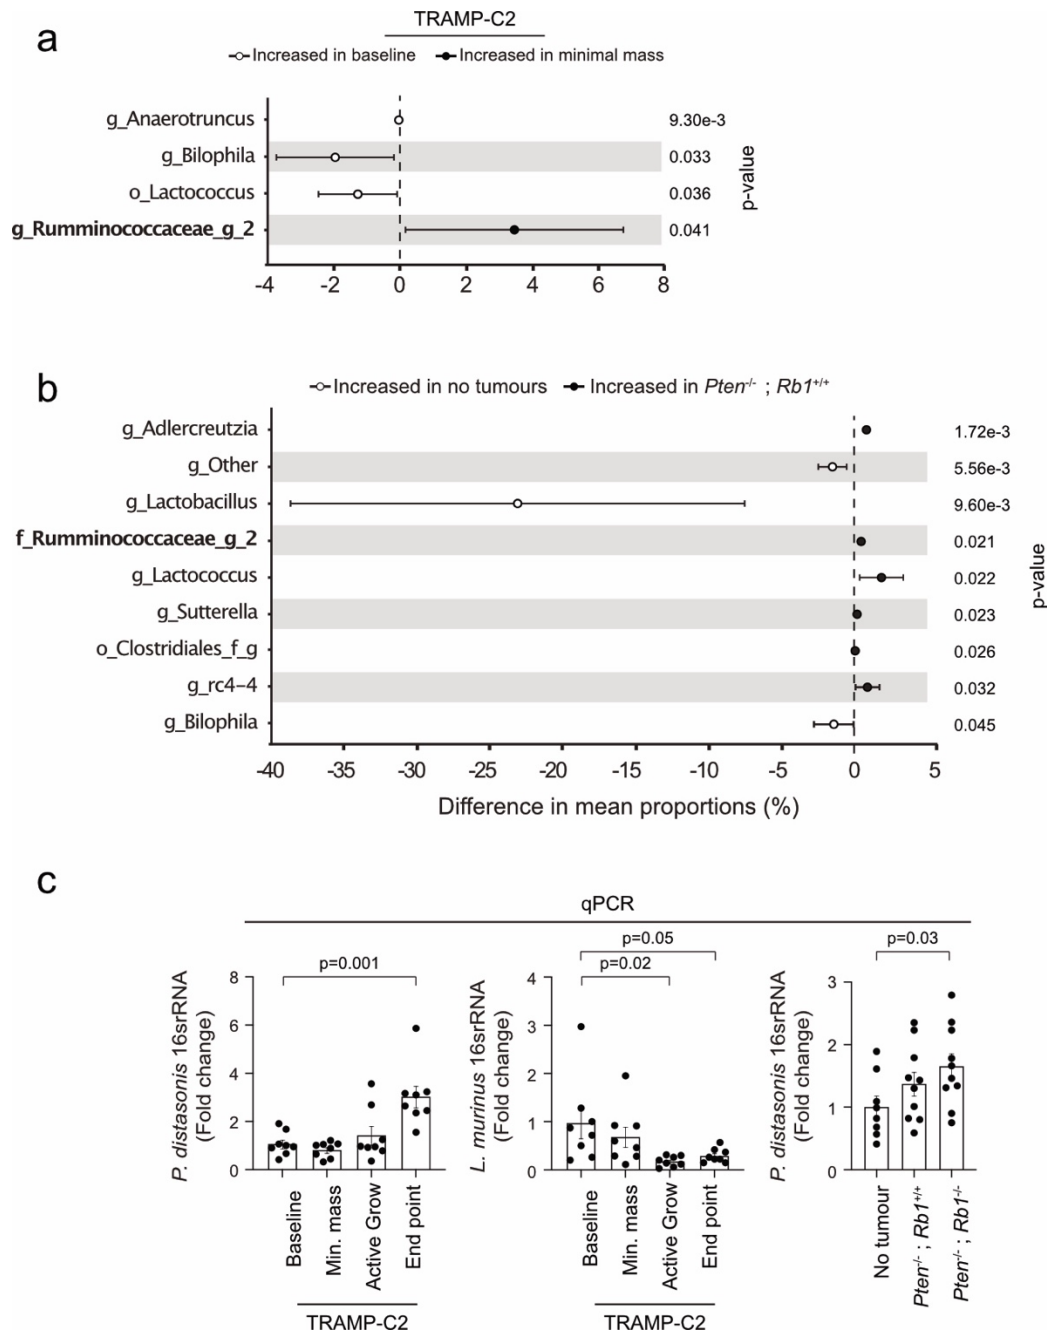 a
TRAMP-C2
Increased in baseline Increased in minimal mass
g_Anaerotruncus 9.30e-3
g_Bilophila 0.033
o_Lactococcus 0.036
g_Rumminococcaceae_g_2 0.041
p-value
-4 -2 0 2 4 6 8
b
Increased in no tumours Increased in Pten-/- ; Rb1+/+
g_Adlercreutzia 1.72e-3
g_Other 5.56e-3
g_Lactobacillus 9.60e-3
f_Rumminococcaceae_g_2 0.021
g_Lactococcus 0.022
g_Sutterella 0.023
o_Clostridiales_f_g 0.026
g_rc4-4 0.032
g_Bilophila 0.045
p-value
-40 -35 -30 -25 -20 -15 -10 -5 0 5
Difference in mean proportions (%)
c
qPCR
P. distasonis 16srRNA
(Fold change)
8
6
4
2
0
p=0.001
Baseline
Min. mass
Active Grow
End point
TRAMP-C2
L. murinus 16srRNA
(Fold change)
4
3
2
1
0
p=0.05
p=0.02
Baseline
Min. mass
Active Grow
End point
TRAMP-C2
P. distasonis 16srRNA
(Fold change)
3
2
1
0
p=0.03
No tumour
Pten-/- ; Rb1+/+
Pten-/- ; Rb1-/-